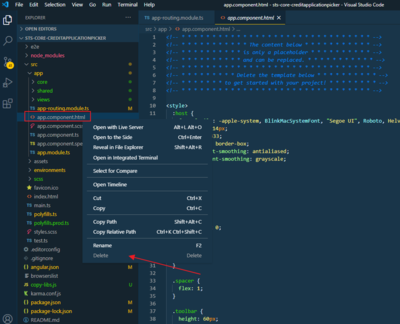 File Edit Selection View Go Run Terminal Help
app.component.html - sts-core-creditapplicationpicker - Visual Studio Code
EXPLORER
OPEN EDITORS
STS-CORE-CREDITAPPLICATIONPICKER
e2e
node_modules
src
app
core
shared
views
app-routing.module.ts M
app.component.html
app.component.scss
app.component.ts
app.component.spe
app.module.ts
assets
environments
scss
favicon.ico
index.html
main.ts
polyfills.ts
polyfills.prod.ts
styles.scss
test.ts
.editorconfig
.gitignore
angular.json M
browserslist
karma.conf.js
copy-libs.js U
package.json M
package-lock.json M
README.md
app-routing.module.ts M
app.component.html
src > app > app.component.html >
<!-- * * * * * * * * * * * The content below * * * * * * * * * * * -->
<!-- * * * * * * * * * * is only a placeholder * * * * * * * * * * -->
<!-- * * * * * * * * * * and can be replaced. * * * * * * * * * * -->
<!-- * * * * * * * * * Delete the template below * * * * * * * * * -->
<!-- * * * * * * * to get started with your project! * * * * * * * -->
<style>
:host {
-apple-system, BlinkMacSystemFont, "Segoe UI", Roboto, Helv
14px;
border-box;
nt-smoothing: antialiased;
nt-smoothing: grayscale;
0;
Open with Live Server Alt+L Alt+O
Open to the Side Ctrl+Enter
Reveal in File Explorer Shift+Alt+R
Open in Integrated Terminal
Select for Compare
Open Timeline
Cut Ctrl+X
Copy Ctrl+C
Copy Path Shift+Alt+C
Copy Relative Path Ctrl+K Ctrl+Shift+C
Rename F2
Delete Delete
31 }
32
33 .spacer {
34 flex: 1;
35 }
36
37 .toolbar {
38 height: 60px;